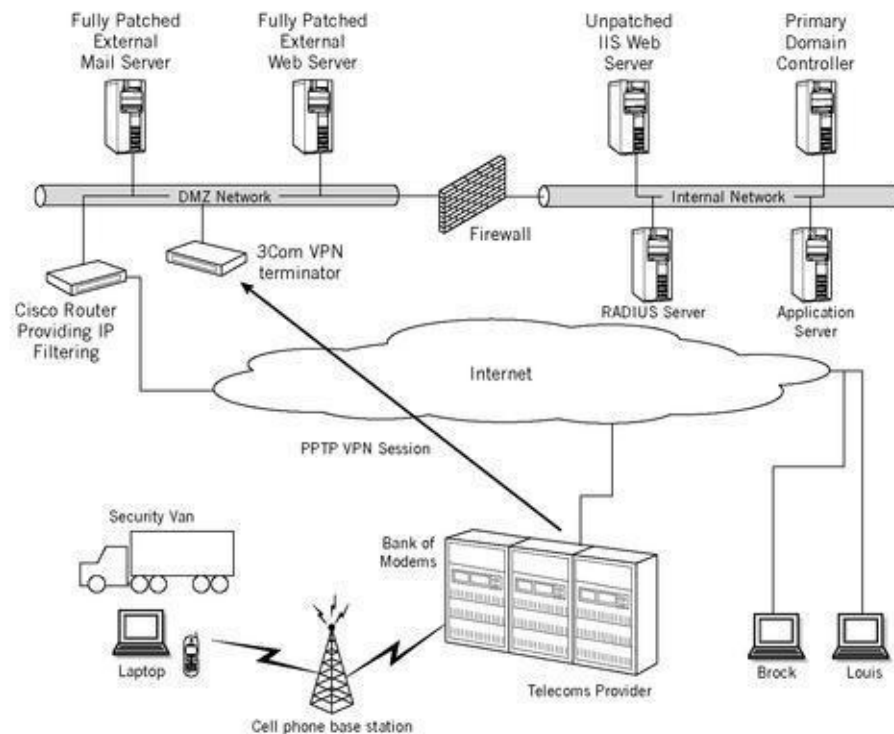 Fully Patched
External
Mail Server
Fully Patched
External
Web Server
Unpatched
IIS Web
Server
Primary
Domain
Controller
DMZ Network
Internal Network
Firewall
3Com VPN
terminator
Cisco Router
Providing IP
Filtering
RADIUS Server
Application
Server
Internet
PPTP VPN Session
Security Van
Bank of
Modems
Laptop
Cell phone base station
Telecoms Provider
Brock
Louis